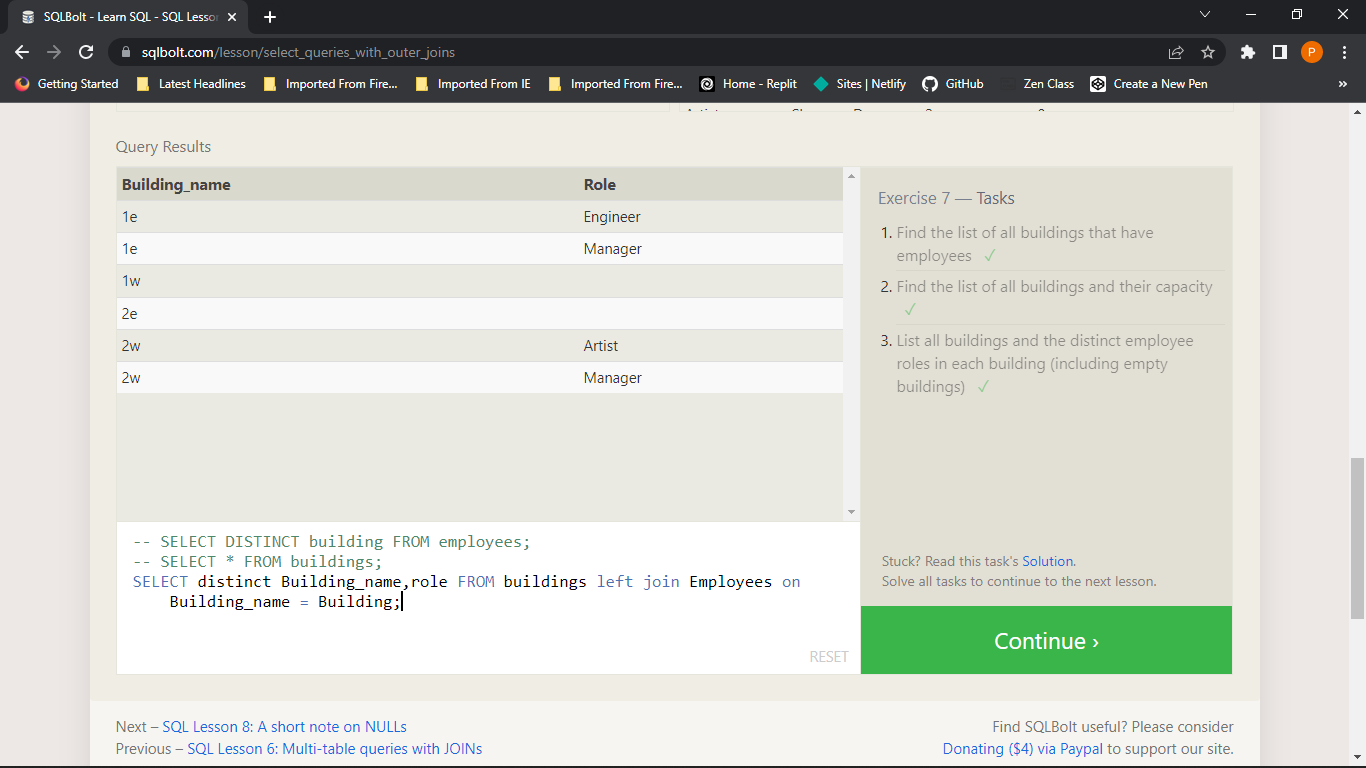 SQLBolt - Learn SQL - SQL Lesson
sqlbolt.com/lesson/select_queries_with_outer_joins
P
Getting Started
Latest Headlines
Imported From Fire...
Imported From IE
Imported From Fire...
Home - Replit
Sites | Netlify
GitHub
Zen Class
Create a New Pen
»
Query Results
Building_name Role
1e Engineer
1e Manager
1w
2e
2w Artist
2w Manager
Exercise 7 — Tasks
1. Find the list of all buildings that have
employees ✓
2. Find the list of all buildings and their capacity
✓
3. List all buildings and the distinct employee
roles in each building (including empty
buildings) ✓
-- SELECT DISTINCT building FROM employees;
-- SELECT * FROM buildings;
SELECT distinct Building_name,role FROM buildings left join Employees on
Building_name = Building;
RESET
Stuck? Read this task's Solution.
Solve all tasks to continue to the next lesson.
Continue ›
Next – SQL Lesson 8: A short note on NULLs
Previous – SQL Lesson 6: Multi-table queries with JOINs
Find SQLBolt useful? Please consider
Donating ($4) via Paypal to support our site.